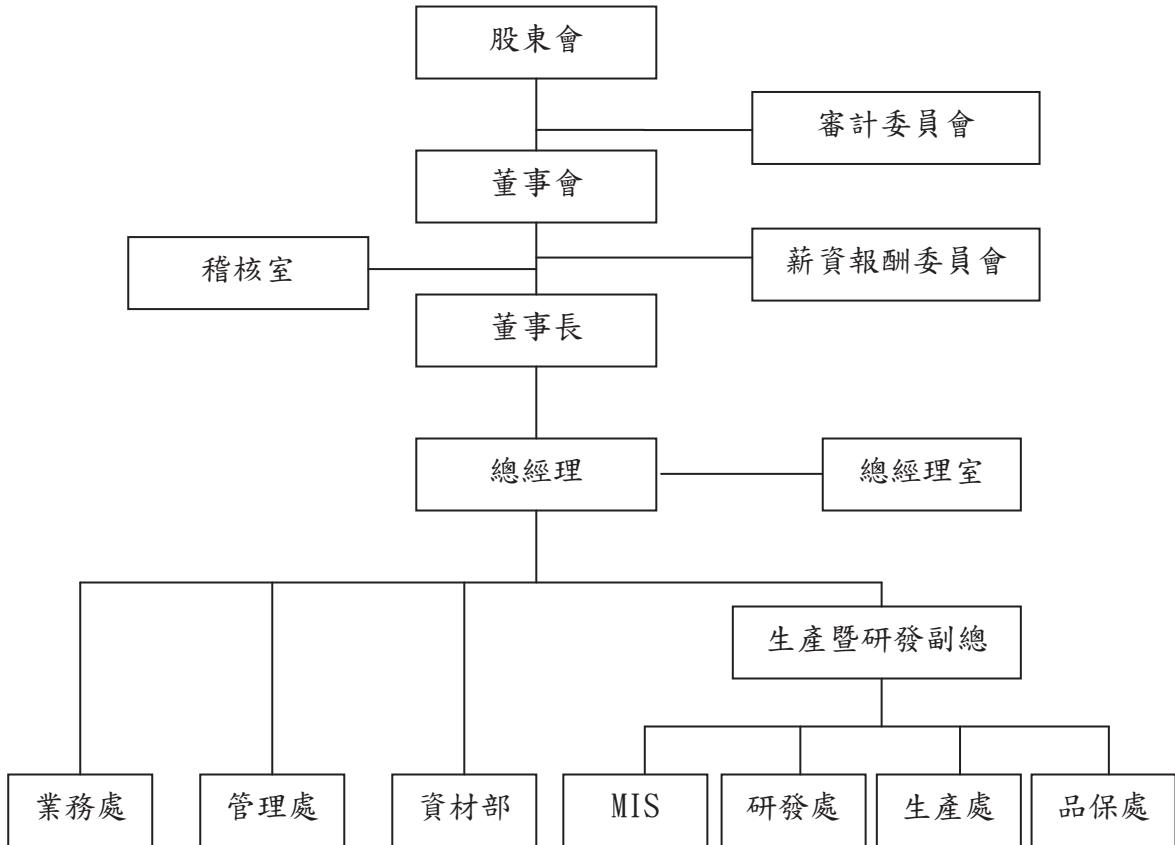 股東會
審計委員會
董事會
稽核室
薪資報酬委員會
董事長
總經理
總經理室
生產暨研發副總
業務處
管理處
資材部
MIS
研發處
生產處
品保處